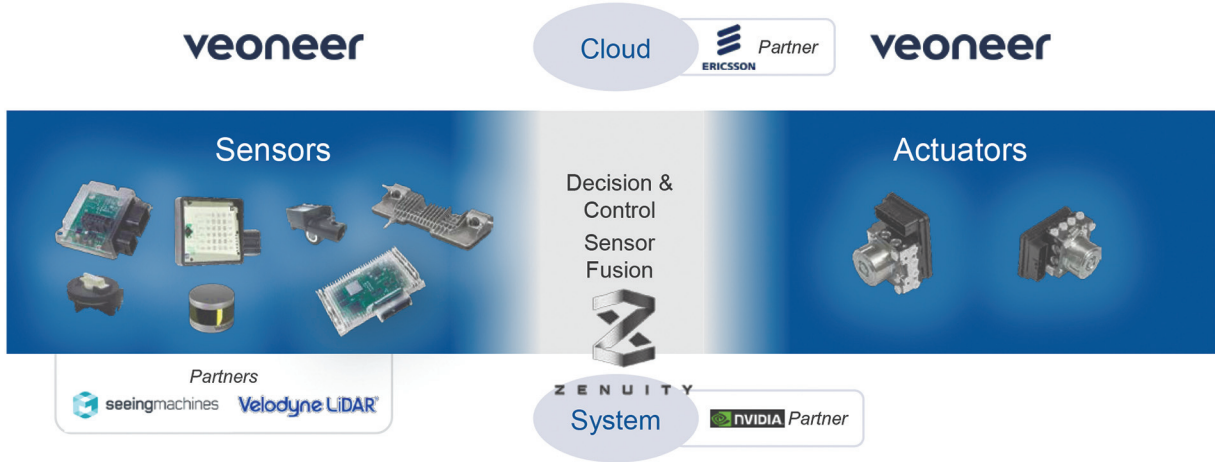 veoneer
Cloud
ERICSSON
Partner
veoneer
Sensors
Decision &
Control
Sensor
Fusion
Actuators
ZENUITY
Partners
seeingmachines
Velodyne LiDAR
System
NVIDIA
Partner